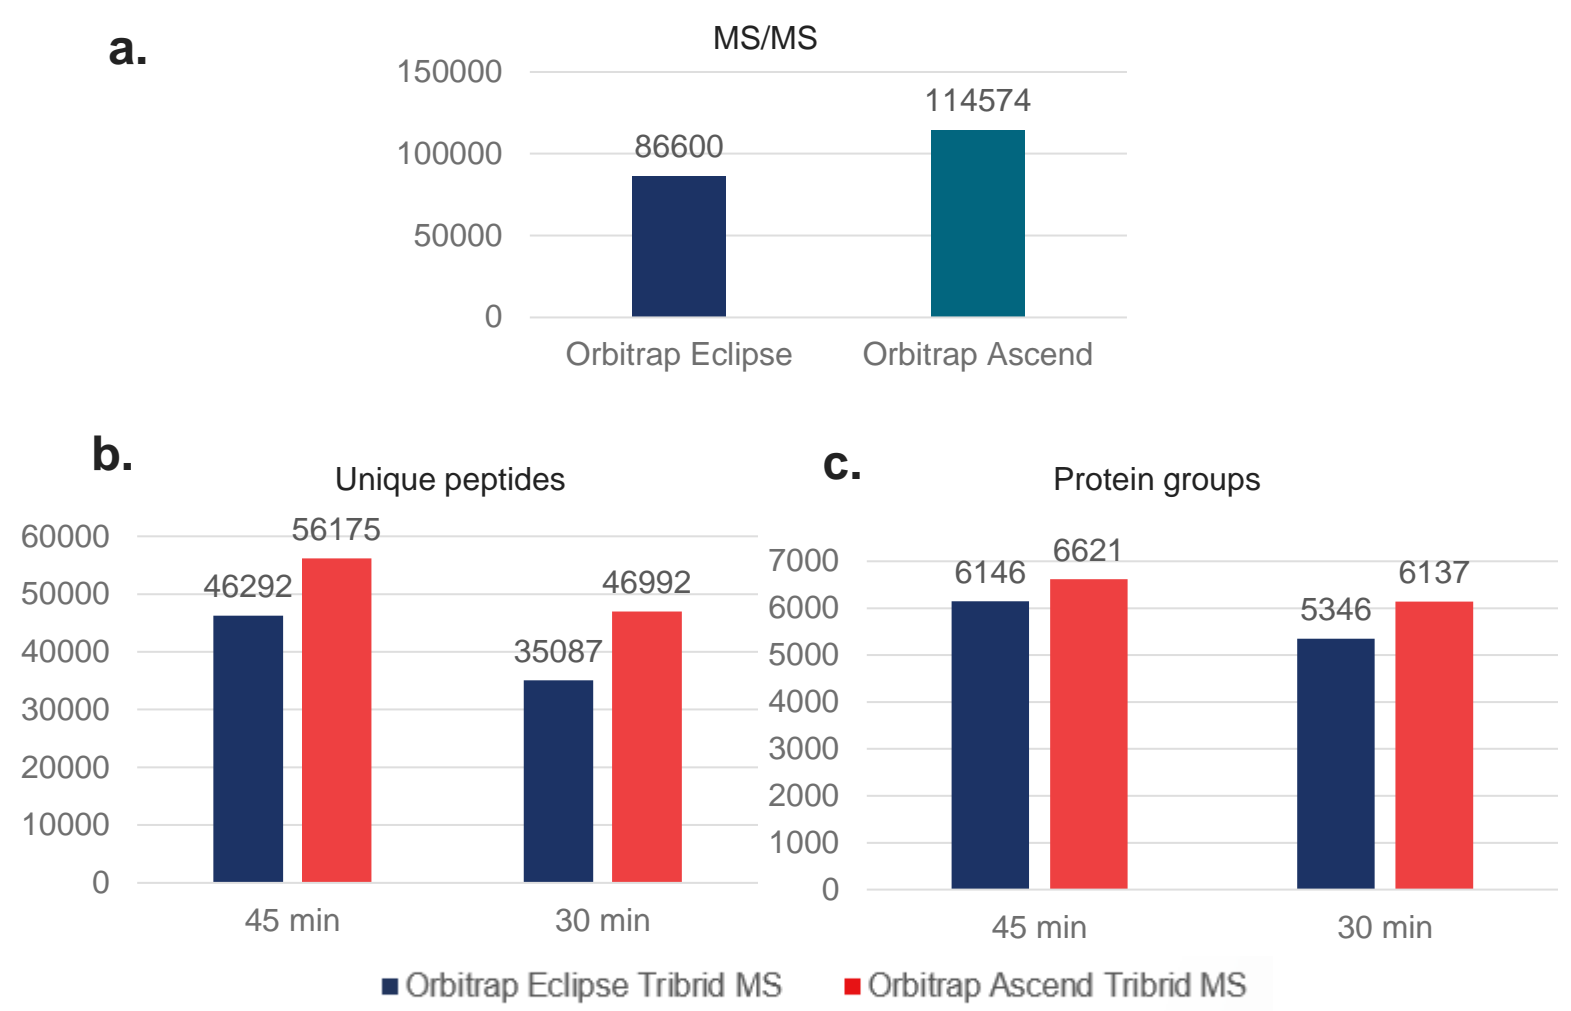 a.
MS/MS
150000
114574
86600
100000
50000
0
Orbitrap Eclipse Orbitrap Ascend
b.
Unique peptides
60000
56175
46292
50000
46992
40000
35087
30000
20000
10000
0
45 min 30 min
c.
Protein groups
7000
6621
6146
6137
6000
5346
5000
4000
3000
2000
1000
0
45 min 30 min
Orbitrap Eclipse Tribrid MS Orbitrap Ascend Tribrid MS